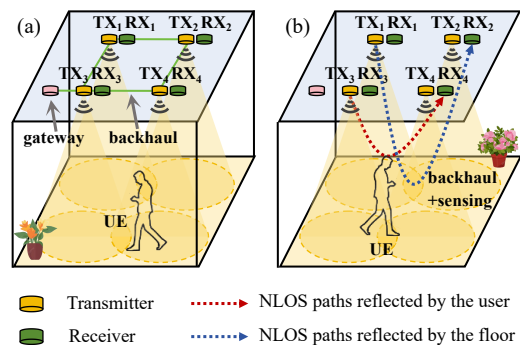 (a)
TX1 RX1
TX2 RX2
TX3 RX3
TX4 RX4
gateway
backhaul
UE
(b)
TX1 RX1
TX2 RX2
TX3 RX3
TX4 RX4
backhaul
+sensing
UE
Transmitter
NLOS paths reflected by the user
Receiver
NLOS paths reflected by the floor